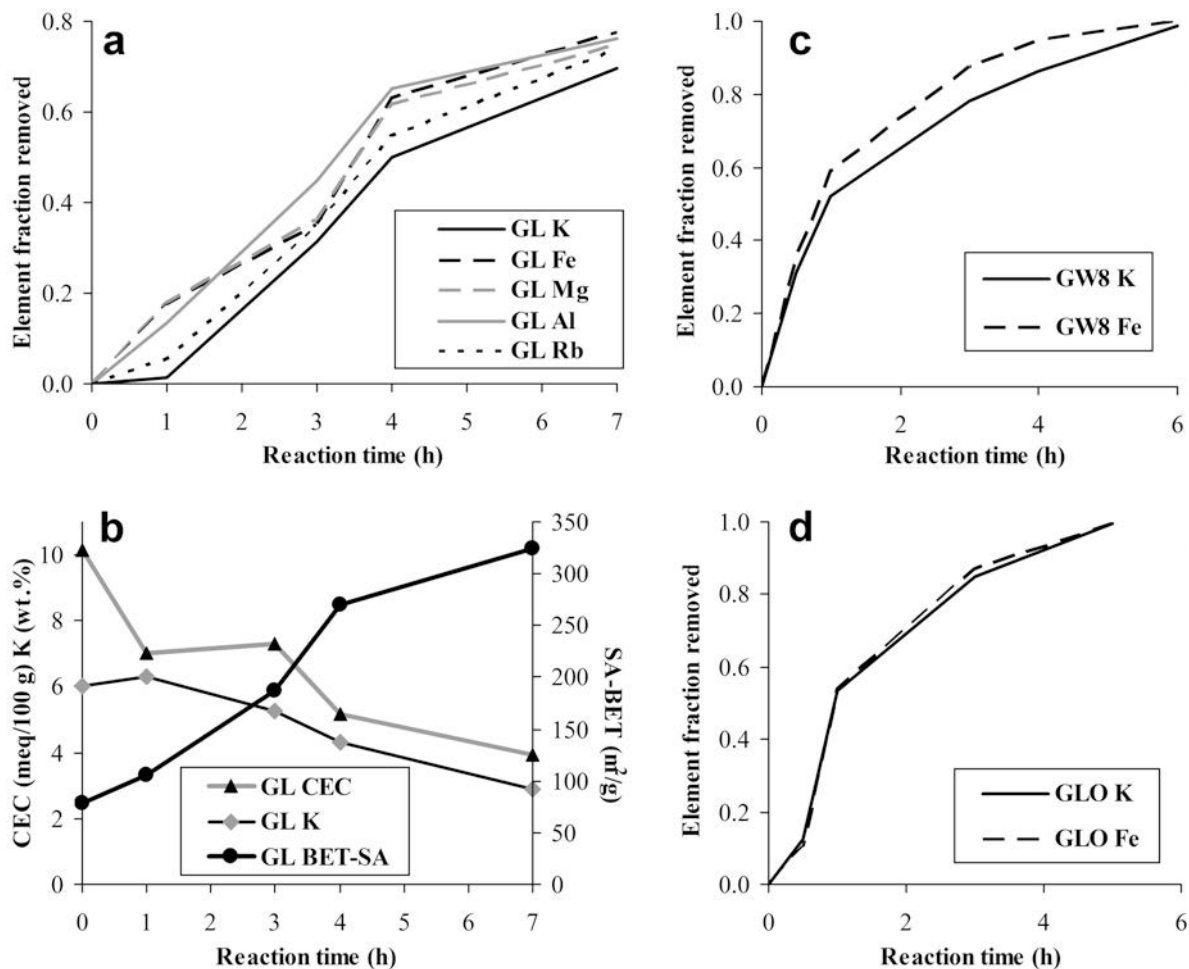 a
0.8
0.6
0.4
0.2
0.0
Element fraction removed
0 1 2 3 4 5 6 7
Reaction time (h)
GL K
GL Fe
GL Mg
GL Al
GL Rb
c
1.0
0.8
0.6
0.4
0.2
0.0
Element fraction removed
0 2 4 6
Reaction time (h)
GW8 K
GW8 Fe
b
10
8
6
4
2
0
CEC (meq/100 g) K (wt.%)
350
300
250
200
150
100
50
0
SA-BET (m²/g)
0 1 2 3 4 5 6 7
Reaction time (h)
GL CEC
GL K
GL BET-SA
d
1.0
0.8
0.6
0.4
0.2
0.0
Element fraction removed
0 2 4 6
Reaction time (h)
GLO K
GLO Fe